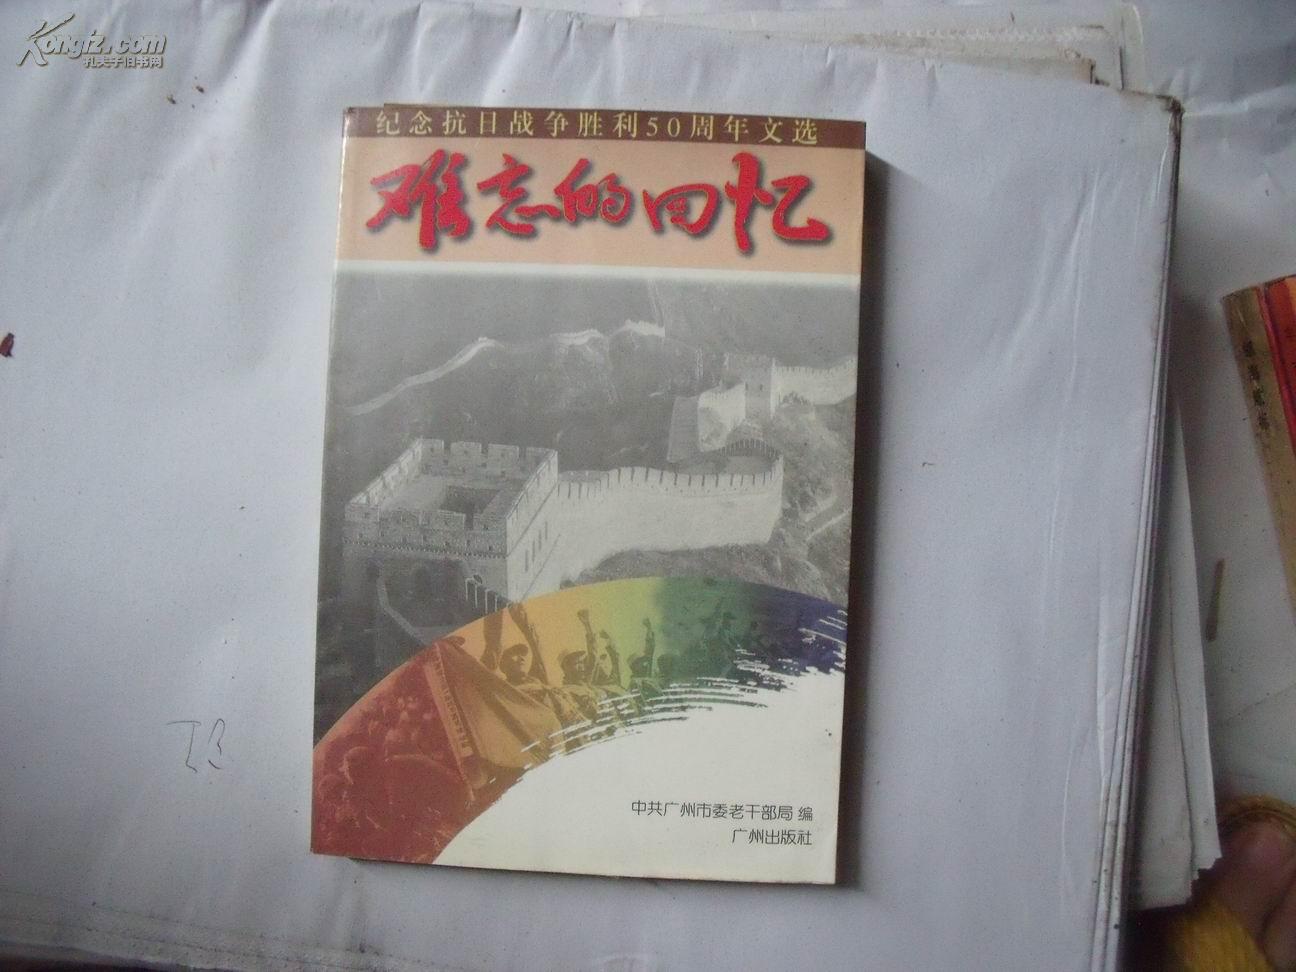 Kongfz.com
孔夫子旧书网
纪念抗日战争胜利50周年文选
难忘的回忆
中共广州市委老干部局 编
广州出版社